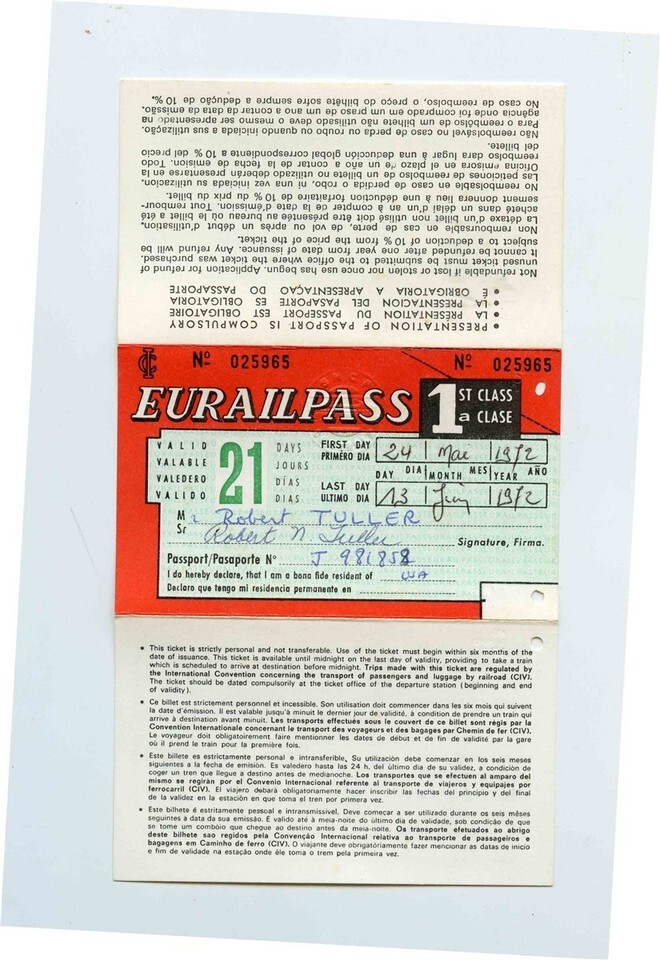 • PRESENTATION OF PASSPORT IS COMPULSORY
• LA PRÉSENTATION DU PASSEPORT EST OBLIGATOIRE
• LA PRESENTACION DEL PASAPORTE ES OBLIGATORIA
• É OBRIGATORIA A APRESENTAÇAO DO PASSAPORTE
Not refundable if lost or stolen nor once use has begun. Application for refund of
unused ticket must be submitted to the office where the ticket was purchased.
It cannot be refunded after one year from date of issuance. Any refund will be
subject to a deduction of 10 % from the price of the ticket.
Non remboursable en cas de perte, de vol ou après un début d'utilisation.
La détaxe d'un billet non utilisé doit être présentée au bureau où le billet a été
acheté dans un délai d'un an à compter de la date d'émission. Tout rembour-
sement donnera lieu à une déduction forfaitaire de 10 % du prix du billet.
No reembolsable en caso de perdida o robo, ni una vez iniciada su utilizacion.
Las peticiones de reembolso de un billete no utilizado deberán presentarse en la
Oficina emisora en el plazo de un año a contar de la fecha de emision. Todo
reembolso dara lugar á una deducción global correspondiente a 10 % del precio
del billete.
Não reembolsável no caso de perda ou roubo ou quando iniciada a sus utilização.
Para o reembôlso de um bilhete não utilisado deve o mesmo ser apresentado na
agência onde foi comprado em um praso de um ano a contar da data da emissão.
No caso de reembolso, o preço do bilhête sofre sempre a dedução de 10 %.
Nº 025965 Nº 025965
EURAILPASS 1 ST CLASS
a CLASE
VALID
VALABLE
VALEDERO
VALIDO
21
DAYS
JOURS
DÍAS
DIAS
FIRST DAY 24 Mai 1972
PRIMÉRO DIA
DAY DIA MONTH MES YEAR AÑO
LAST DAY 13 Juin 1972
ULTIMO DIA
M r Robert TULLER
Sr Robert N. Tuller Signature, Firma.
Passport/Pasaporte Nº J 981858
I do hereby declare, that I am a bona fide resident of USA
Declaro que tengo mi residencia permanente en
• This ticket is strictly personal and not transferable. Use of the ticket must begin within six months of the
date of issuance. This ticket is available until midnight on the last day of validity, providing to take a train
which is scheduled to arrive at destination before midnight. Trips made with this ticket are regulated by
the International Convention concerning the transport of passengers and luggage by railroad (CIV).
The ticket should be dated compulsorily at the ticket office of the departure station (beginning and end
of validity).
• Ce billet est strictement personnel et incessible. Son utilisation doit commencer dans les six mois qui suivent
la date d'émission. Il est valable jusqu'à minuit le dernier jour de validité, à condition de prendre un train qui
arrive à destination avant minuit. Les transports effectués sous le couvert de ce billet sont régis par la
Convention Internationale concernant le transport des voyageurs et des bagages par Chemin de fer (CIV).
Le voyageur doit obligatoirement faire mentionner les dates de début et de fin de validité par la gare
où il prend le train pour la première fois.
• Este billete es estrictamente personal e intransferible. Su utilización debe comenzar en los seis meses
siguientes a la fecha de emisión. Es valedero hasta las 24 h. del último dia de su validez, a condición de
coger un tren que llegue a destino antes de medianoche. Los transportes que se efectuen al amparo del
mismo se regirán por el Convenio Internacional referente al transporte de viajeros y equipajes por
ferrocarril (CIV). El viajero debará obligatoriamente hacer inscribir las fechas del principio y del final
de la validez en la estación en que toma el tren por primera vez.
• Este bilhete é estritamente pessoal e intransmissível. Deve começar a ser utilizado durante os seis mêses
seguintes à data da sua emissão. É valido até à meia-noite do último dia de validade, sob condição de que
se tome um combóio que chegue ao destino antes da meia-noite. Os transporte efetuados ao abrigo
deste bilhete sao regidos pela Convenção Internacional relativa ao transporte de passageiros e
bagagens em Caminho de ferro (CIV). O viajante deve obrigatóriamente fazer mencionar as datas de inicio
e fim de validade na estação onde êle toma o trem pela primeira vez.